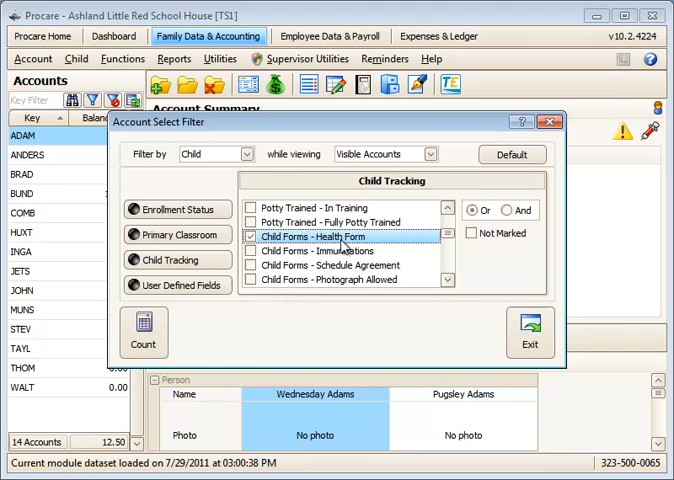 Procare - Ashland Little Red School House [TS1]
Procare Home Dashboard Family Data & Accounting Employee Data & Payroll Expenses & Ledger v10.2.4224
Account Child Functions Reports Utilities Supervisor Utilities Reminders Help
Accounts
Key Filter
TE
Account Summary
Key Balan
ADAM
ANDERS
BRAD
BUND
COMB
HUXT
INGA
JETS
JOHN
MUNS
STEV
TAYL
THOM 0.00
WALT 0.00
14 Accounts 12.50
Account Select Filter
Filter by Child while viewing Visible Accounts Default
Child Tracking
Enrollment Status
Primary Classroom
Child Tracking
User Defined Fields
Potty Trained - In Training
Potty Trained - Fully Potty Trained
Child Forms - Health Form
Child Forms - Immunizations
Child Forms - Schedule Agreement
Child Forms - Photograph Allowed
Or And
Not Marked
Count
Exit
Person
Name Wednesday Adams Pugsley Adams
Photo No photo No photo
Current module dataset loaded on 7/29/2011 at 03:00:38 PM 323-500-0065